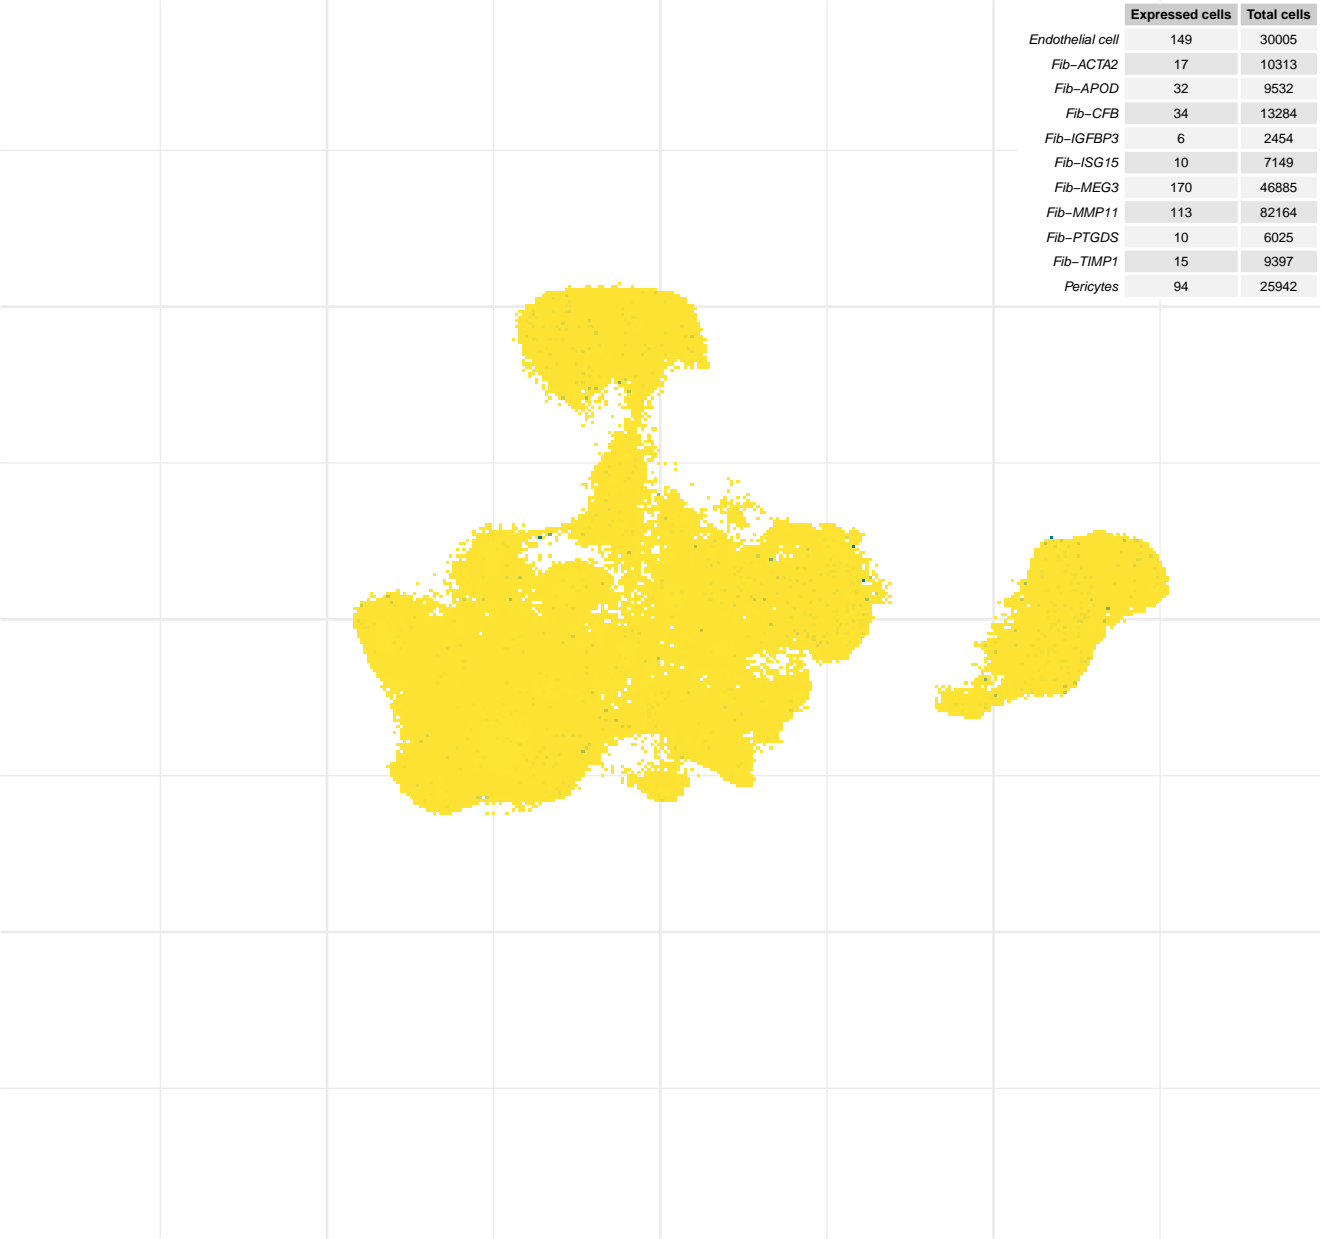 Expressed cells Total cells
Endothelial cell 149 30005
Fib−ACTA2 17 10313
Fib−APOD 32 9532
Fib−CFB 34 13284
Fib−IGFBP3 6 2454
Fib−ISG15 10 7149
Fib−MEG3 170 46885
Fib−MMP11 113 82164
Fib−PTGDS 10 6025
Fib−TIMP1 15 9397
Pericytes 94 25942